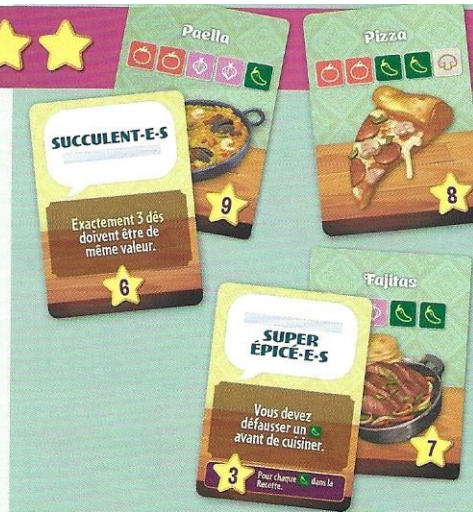 Paella
9
Pizza
8
SUCCULENT·E·S
Exactement 3 dés
doivent être de
même valeur.
6
Fajitas
7
SUPER
ÉPICÉ·E·S
Vous devez
défausser un
avant de cuisiner.
3
Pour chaque dans la
Recette.